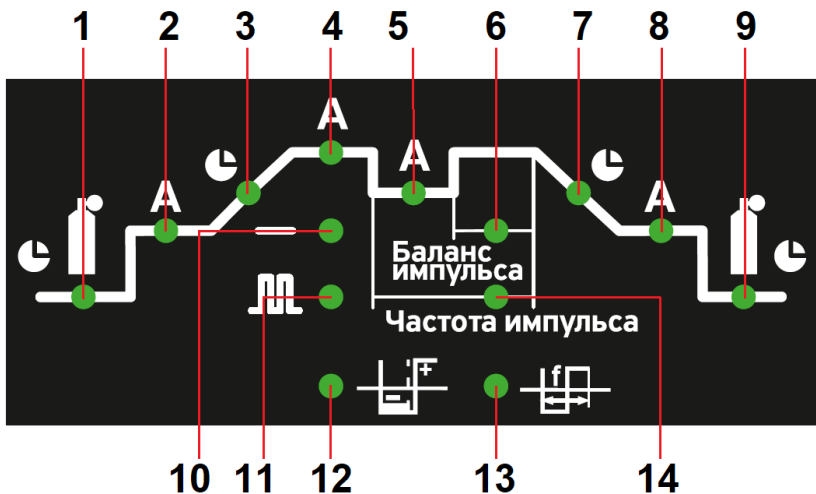 1 2 3 4 5 6 7 8 9
A
A
A A
Баланс
импульса
Частота импульса
+
f
-
10 11 12 13 14